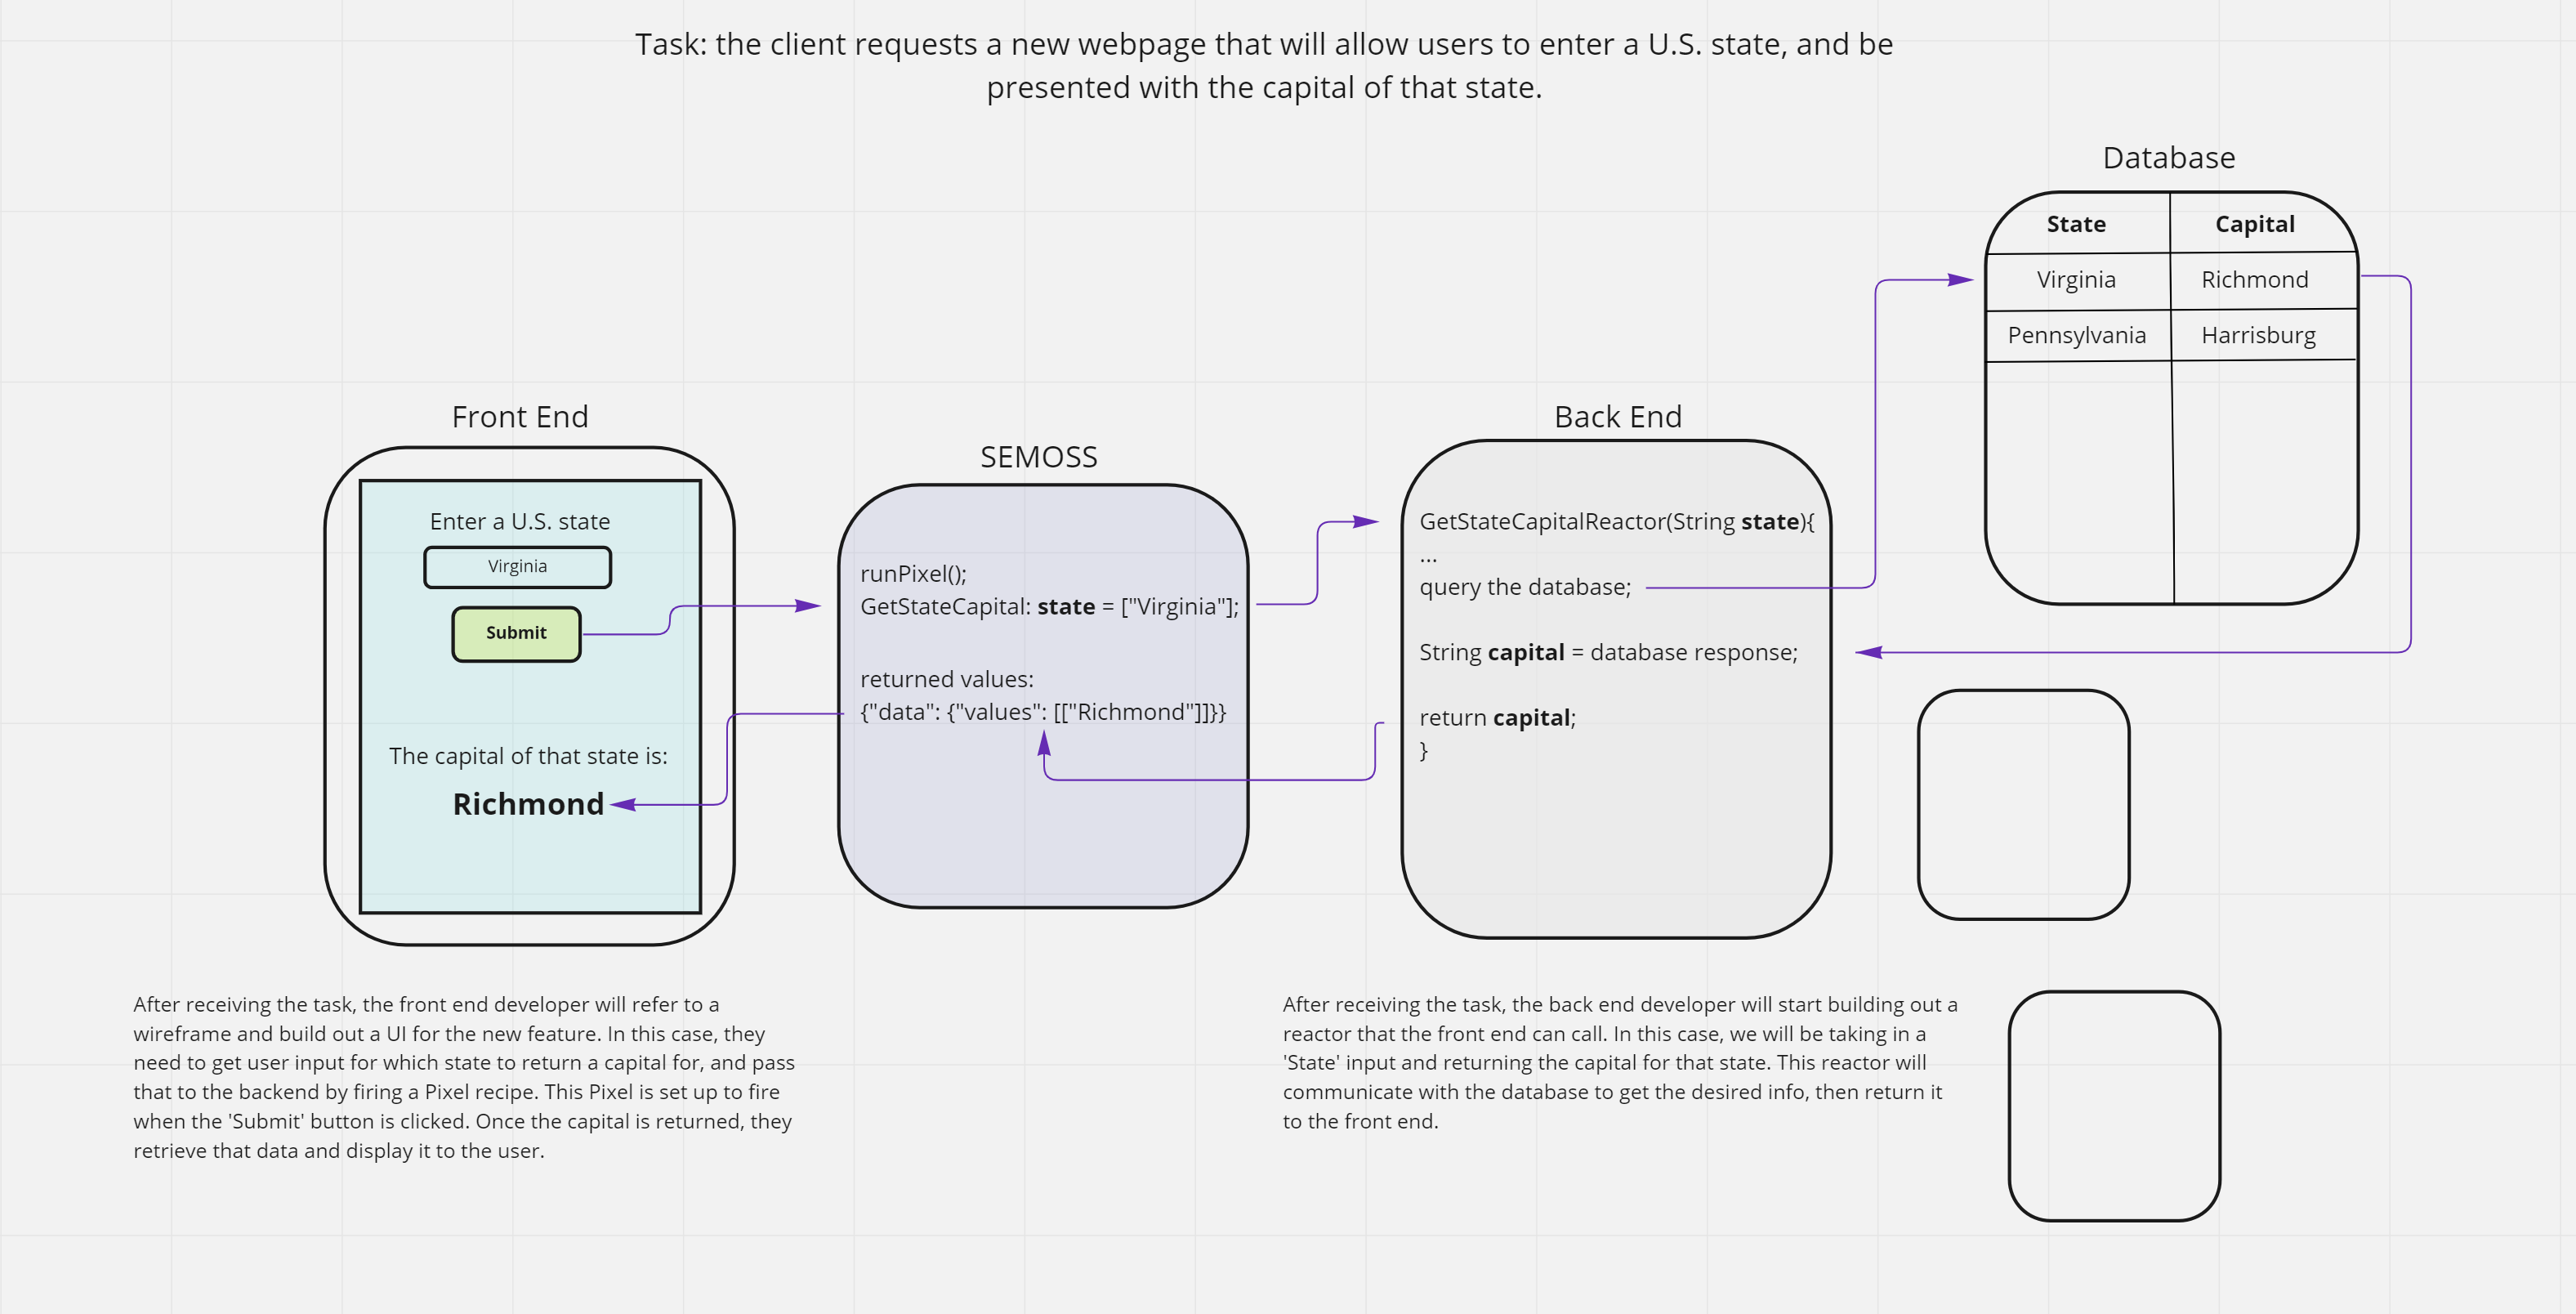 Task: the client requests a new webpage that will allow users to enter a U.S. state, and be
presented with the capital of that state.
Database
State Capital
Virginia Richmond
Pennsylvania Harrisburg
Front End
Enter a U.S. state
Virginia
Submit
The capital of that state is:
Richmond
SEMOSS
runPixel();
GetStateCapital: state = ["Virginia"];
returned values:
{"data": {"values": [["Richmond"]]}}
Back End
GetStateCapitalReactor(String state){
...
query the database;
String capital = database response;
return capital;
}
After receiving the task, the front end developer will refer to a
wireframe and build out a UI for the new feature. In this case, they
need to get user input for which state to return a capital for, and pass
that to the backend by firing a Pixel recipe. This Pixel is set up to fire
when the 'Submit' button is clicked. Once the capital is returned, they
retrieve that data and display it to the user.
After receiving the task, the back end developer will start building out a
reactor that the front end can call. In this case, we will be taking in a
'State' input and returning the capital for that state. This reactor will
communicate with the database to get the desired info, then return it
to the front end.